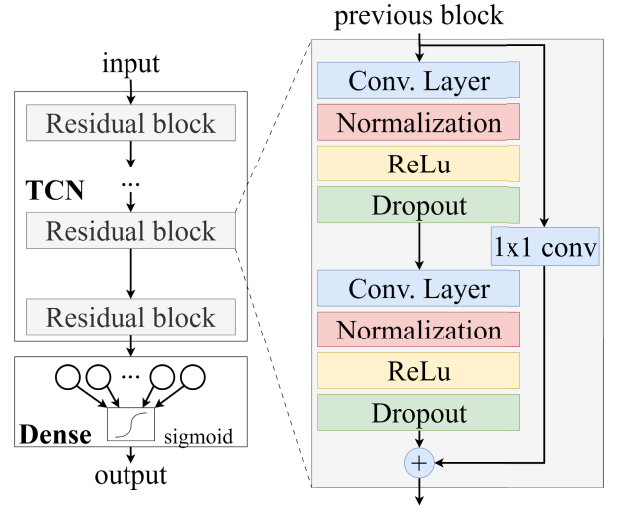 input
Residual block
...
TCN
Residual block
Residual block
...
Dense
sigmoid
output
previous block
Conv. Layer
Normalization
ReLu
Dropout
1x1 conv
Conv. Layer
Normalization
ReLu
Dropout
+